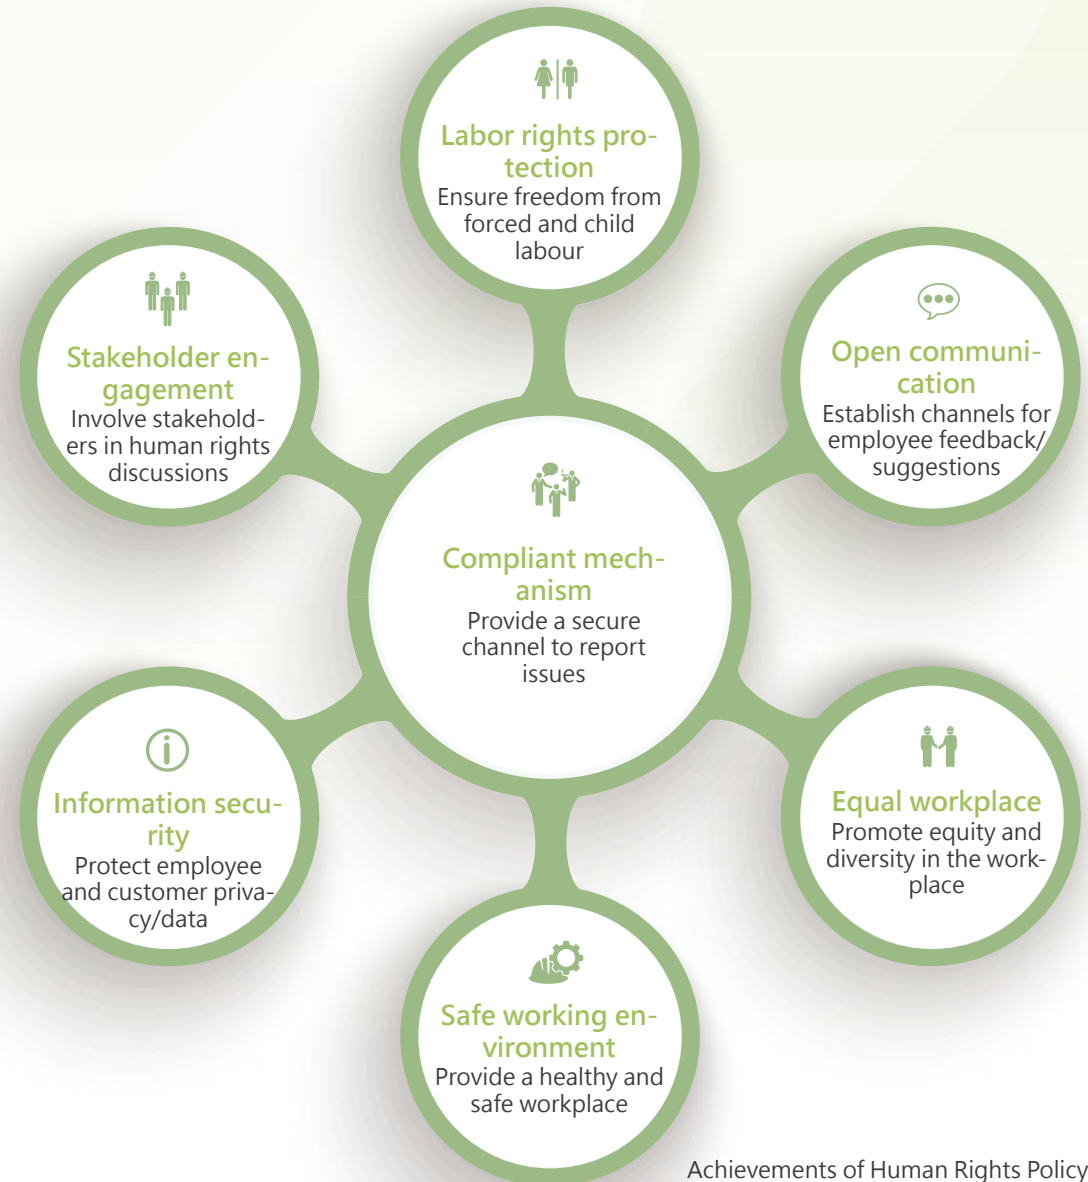 Labor rights pro-
tection
Ensure freedom from
forced and child
labour
Stakeholder en-
gagement
Involve stakehold-
ers in human rights
discussions
Open communi-
cation
Establish channels for
employee feedback/
suggestions
Compliant mech-
anism
Provide a secure
channel to report
issues
Information secu-
rity
Protect employee
and customer priva-
cy/data
Equal workplace
Promote equity and
diversity in the work-
place
Safe working en-
vironment
Provide a healthy and
safe workplace
Achievements of Human Rights Policy